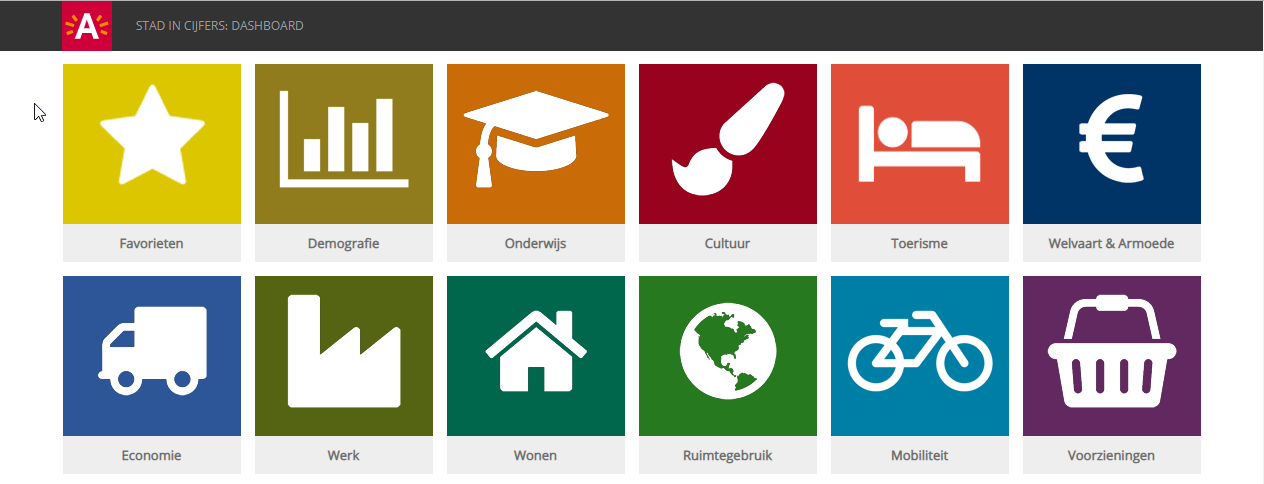 A
STAD IN CIJFERS: DASHBOARD
Favorieten
Demografie
Onderwijs
Cultuur
Toerisme
Welvaart & Armoede
Economie
Werk
Wonen
Ruimtegebruik
Mobiliteit
Voorzieningen